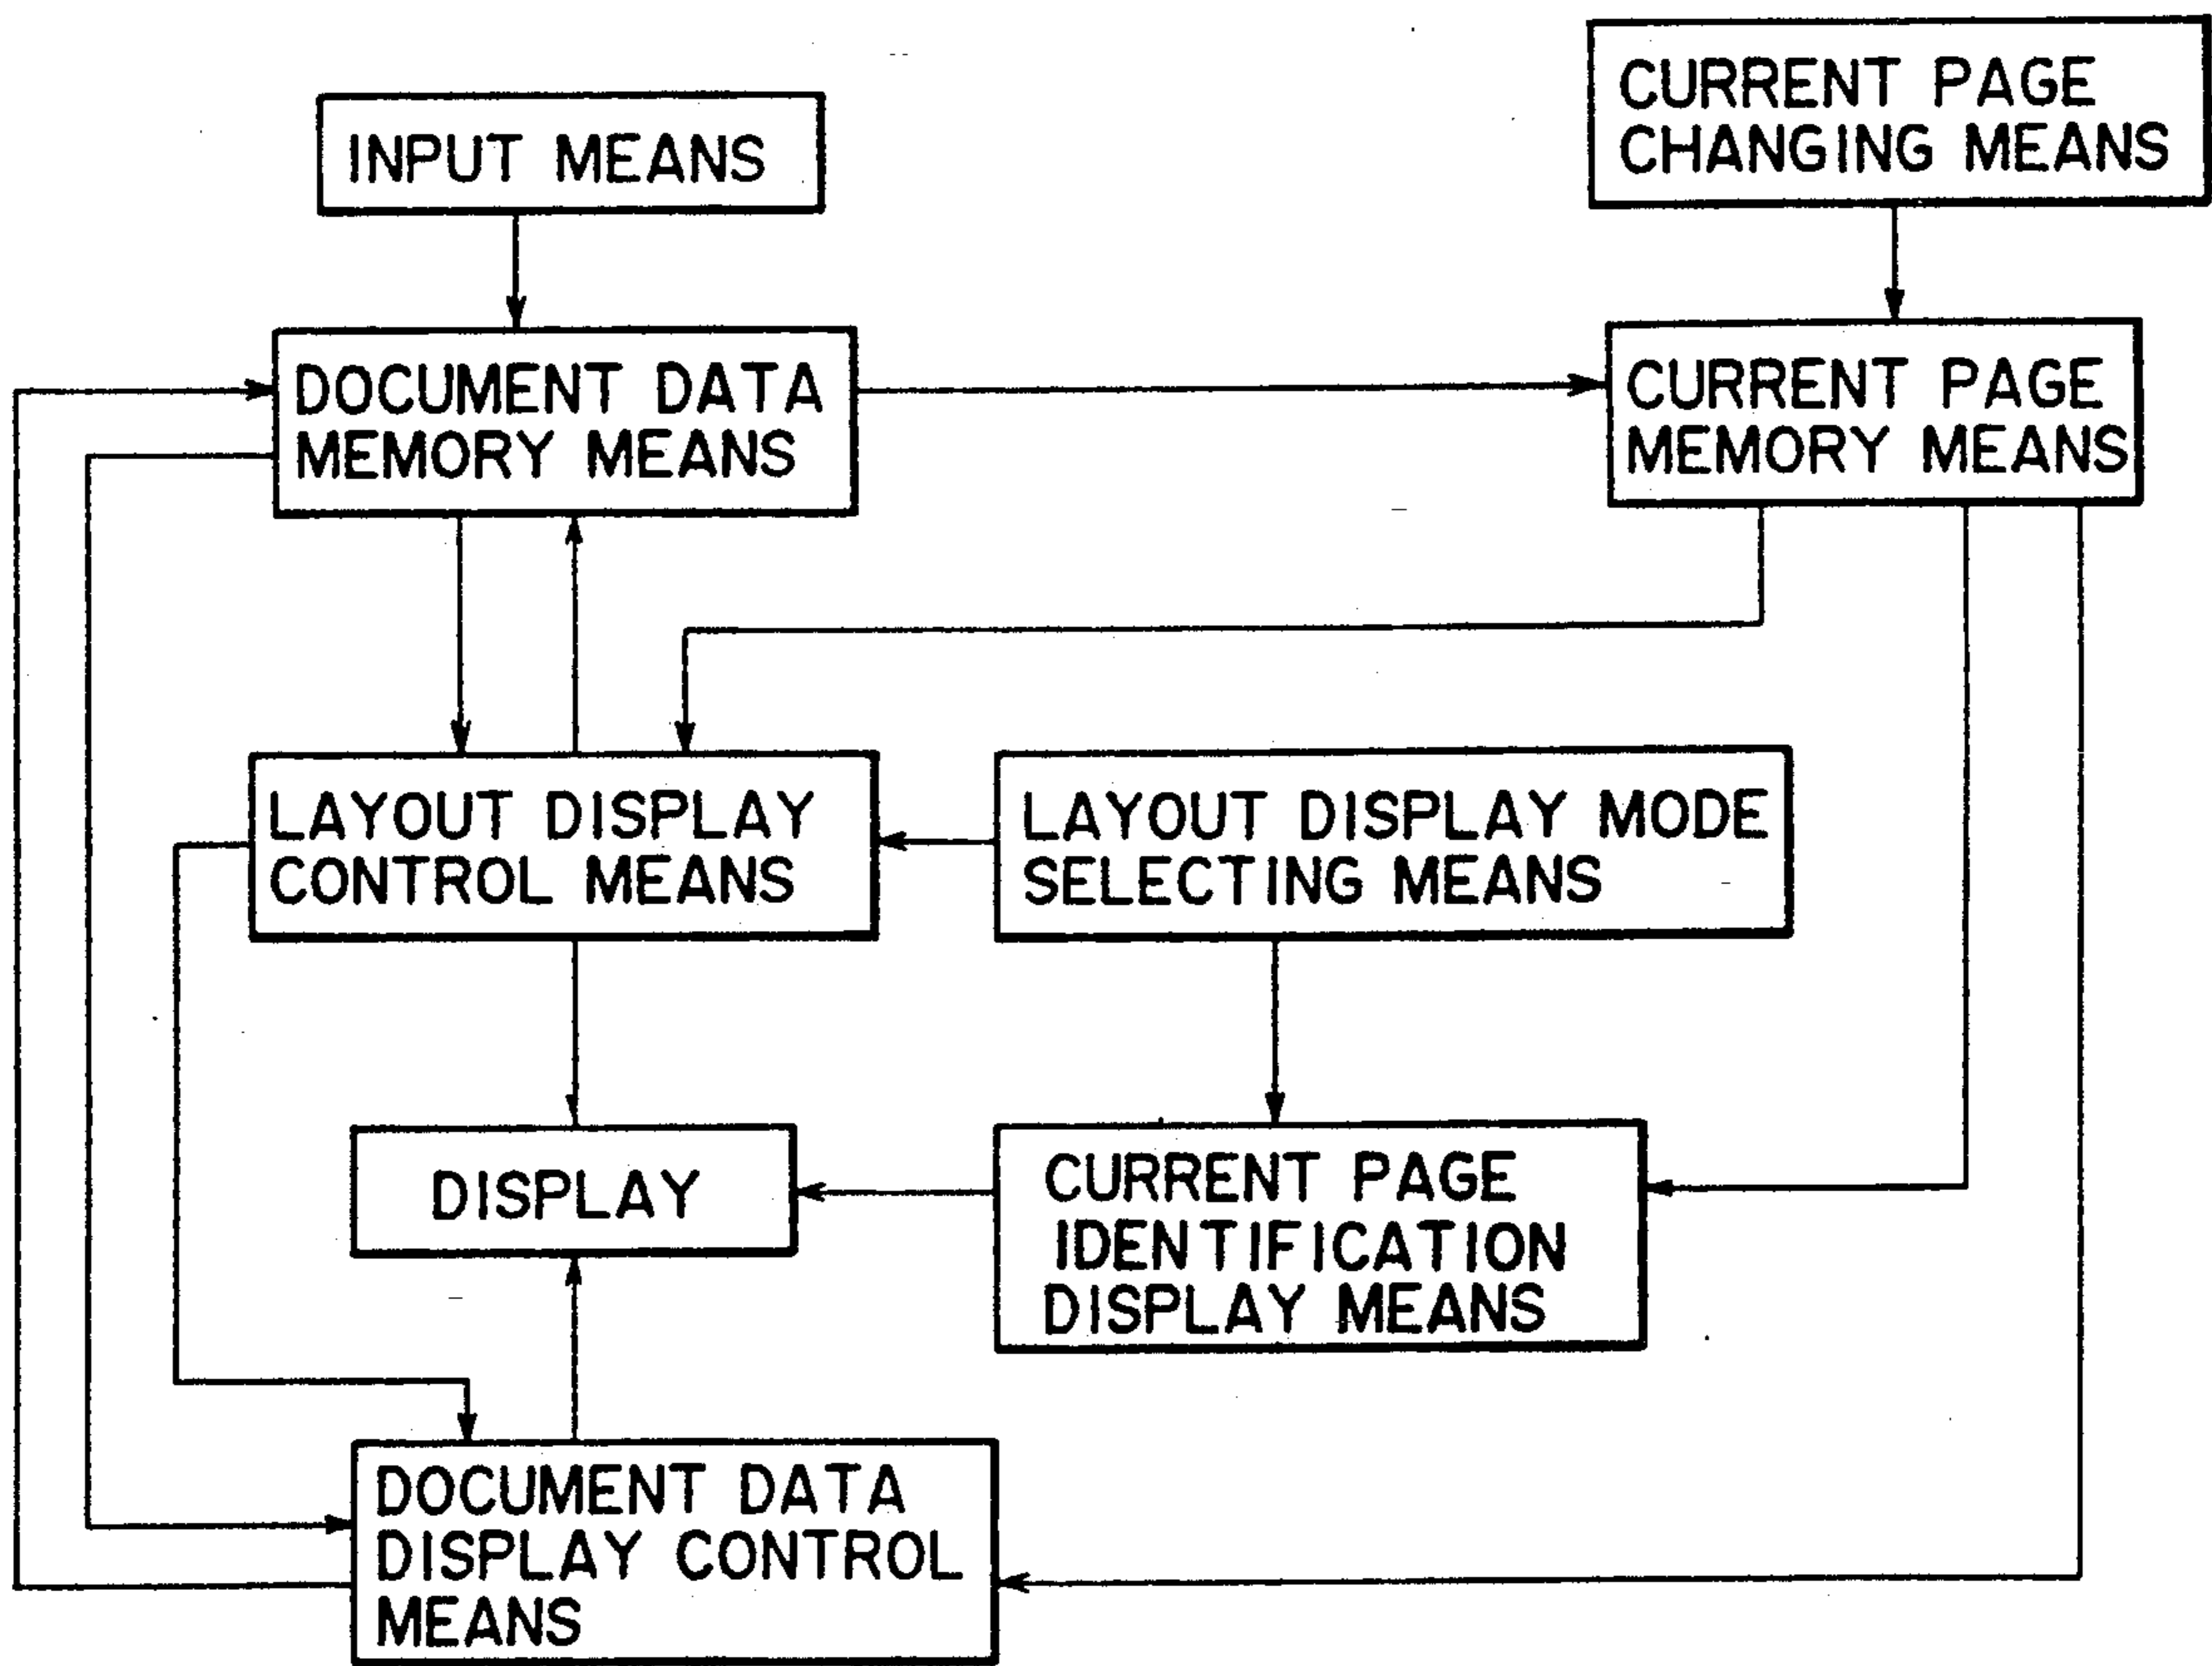 INPUT MEANS
CURRENT PAGE
CHANGING MEANS
DOCUMENT DATA
MEMORY MEANS
CURRENT PAGE
MEMORY MEANS
LAYOUT DISPLAY
CONTROL MEANS
LAYOUT DISPLAY MODE
SELECTING MEANS
DISPLAY
CURRENT PAGE
IDENTIFICATION
DISPLAY MEANS
DOCUMENT DATA
DISPLAY CONTROL
MEANS